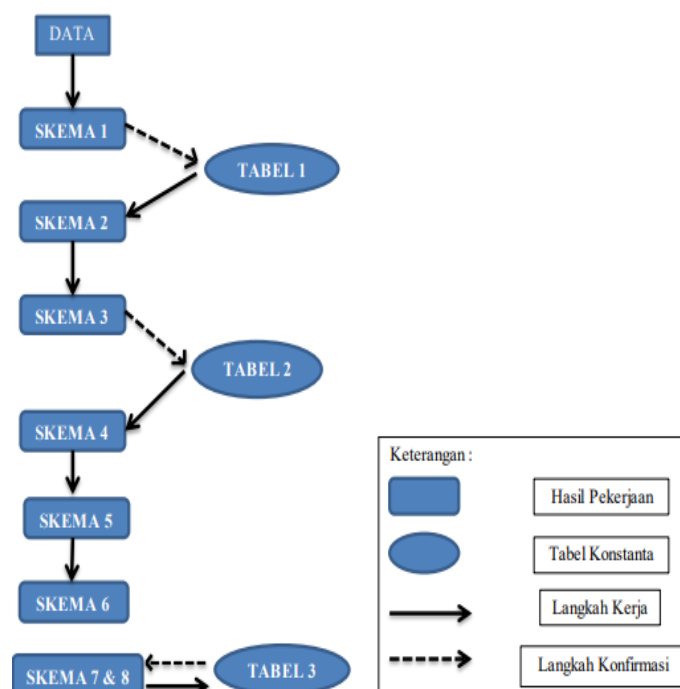 DATA
SKEMA 1
TABEL 1
SKEMA 2
SKEMA 3
TABEL 2
SKEMA 4
SKEMA 5
SKEMA 6
SKEMA 7 & 8
TABEL 3
Keterangan :
Hasil Pekerjaan
Tabel Konstanta
Langkah Kerja
Langkah Konfirmasi